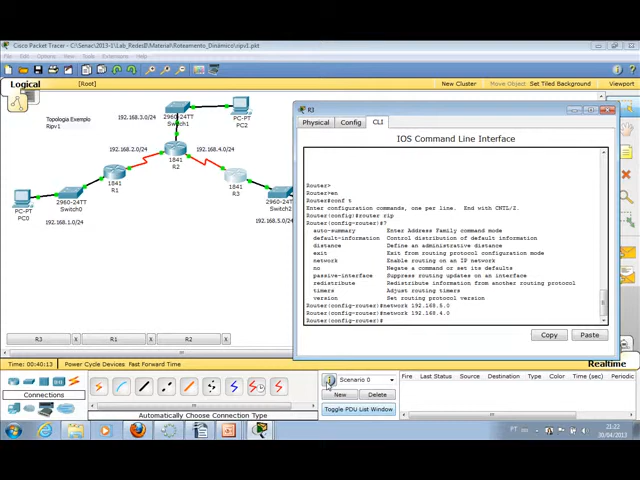 Cisco Packet Tracer - C:\Senac\2013-1\Lab_RedesII\Material\Roteamento_Dinâmico\ripv1.pkt
File Edit Options View Tools Extensions Help
Logical
[Root]
New Cluster
Move Object
Set Tiled Background
Viewport
Topologia Exemplo
Ripv1
192.168.3.0/24
2960-24TT
Switch1
PC-PT
PC2
192.168.2.0/24
192.168.4.0/24
1841
R2
1841
R1
1841
R3
2960-24TT
Switch0
2960-24TT
Switch2
PC-PT
PC0
192.168.1.0/24
R3
Physical
Config
CLI
IOS Command Line Interface
Router>
Router>en
Router#conf t
Enter configuration commands, one per line. End with CNTL/Z.
Router(config)#router rip
Router(config-router)#?
auto-summary Enter Address Family command mode
default-information Control distribution of default information
distance Define an administrative distance
exit Exit from routing protocol configuration mode
network Enable routing on an IP network
no Negate a command or set its defaults
passive-interface Suppress routing updates on an interface
redistribute Redistribute information from another routing protocol
timers Adjust routing timers
version Set routing protocol version
Router(config-router)#network 192.168.5.0
Router(config-router)#network 192.168.4.0
Router(config-router)#
Copy
Paste
R3 X
R1 X
R2 X
Time: 00:40:13
Power Cycle Devices
Fast Forward Time
Realtime
Connections
Automatically Choose Connection Type
Scenario 0
New
Delete
Toggle PDU List Window
Fire Last Status Source Destination Type Color Time (sec) Periodic
PT
21:22
30/04/2013